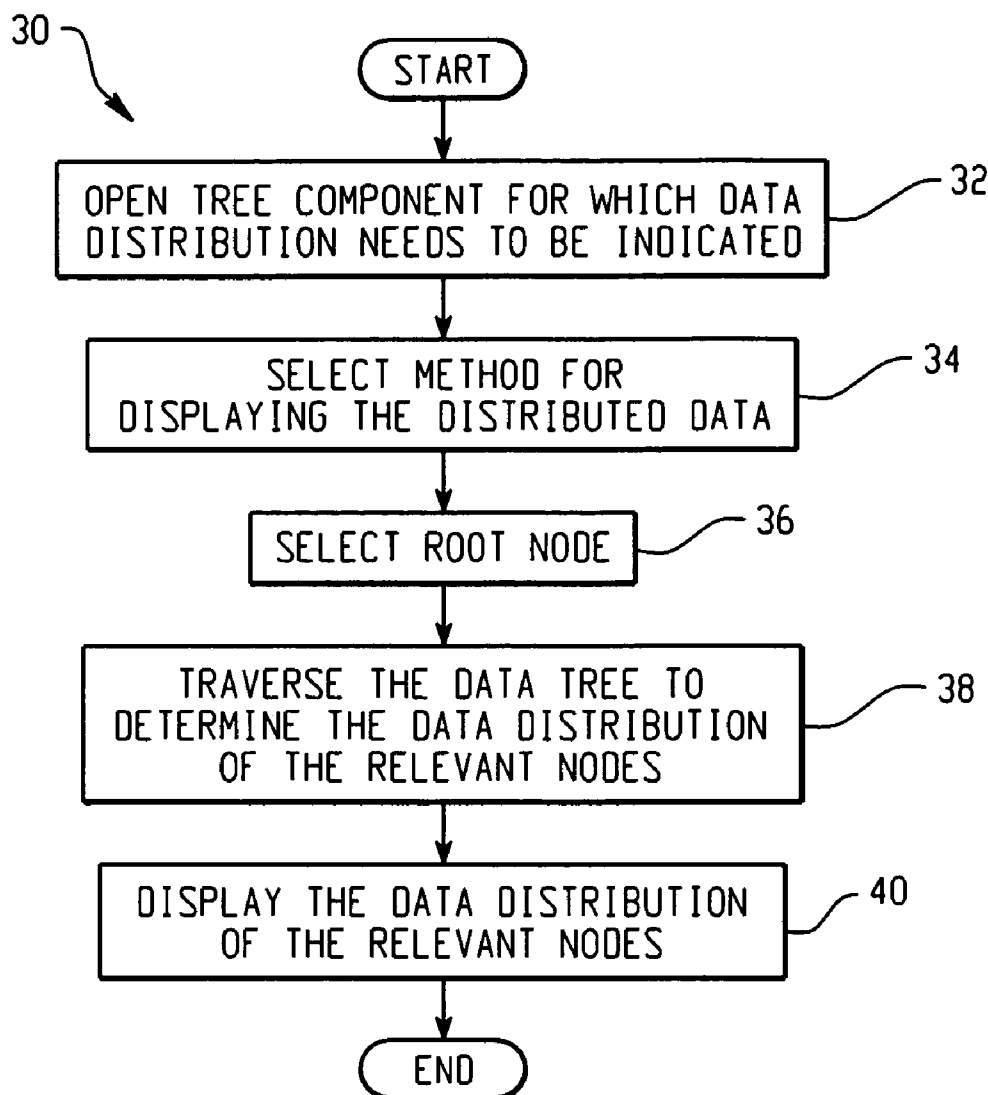 30
START
OPEN TREE COMPONENT FOR WHICH DATA
DISTRIBUTION NEEDS TO BE INDICATED
32
SELECT METHOD FOR
DISPLAYING THE DISTRIBUTED DATA
34
SELECT ROOT NODE
36
TRAVERSE THE DATA TREE TO
DETERMINE THE DATA DISTRIBUTION
OF THE RELEVANT NODES
38
DISPLAY THE DATA DISTRIBUTION
OF THE RELEVANT NODES
40
END